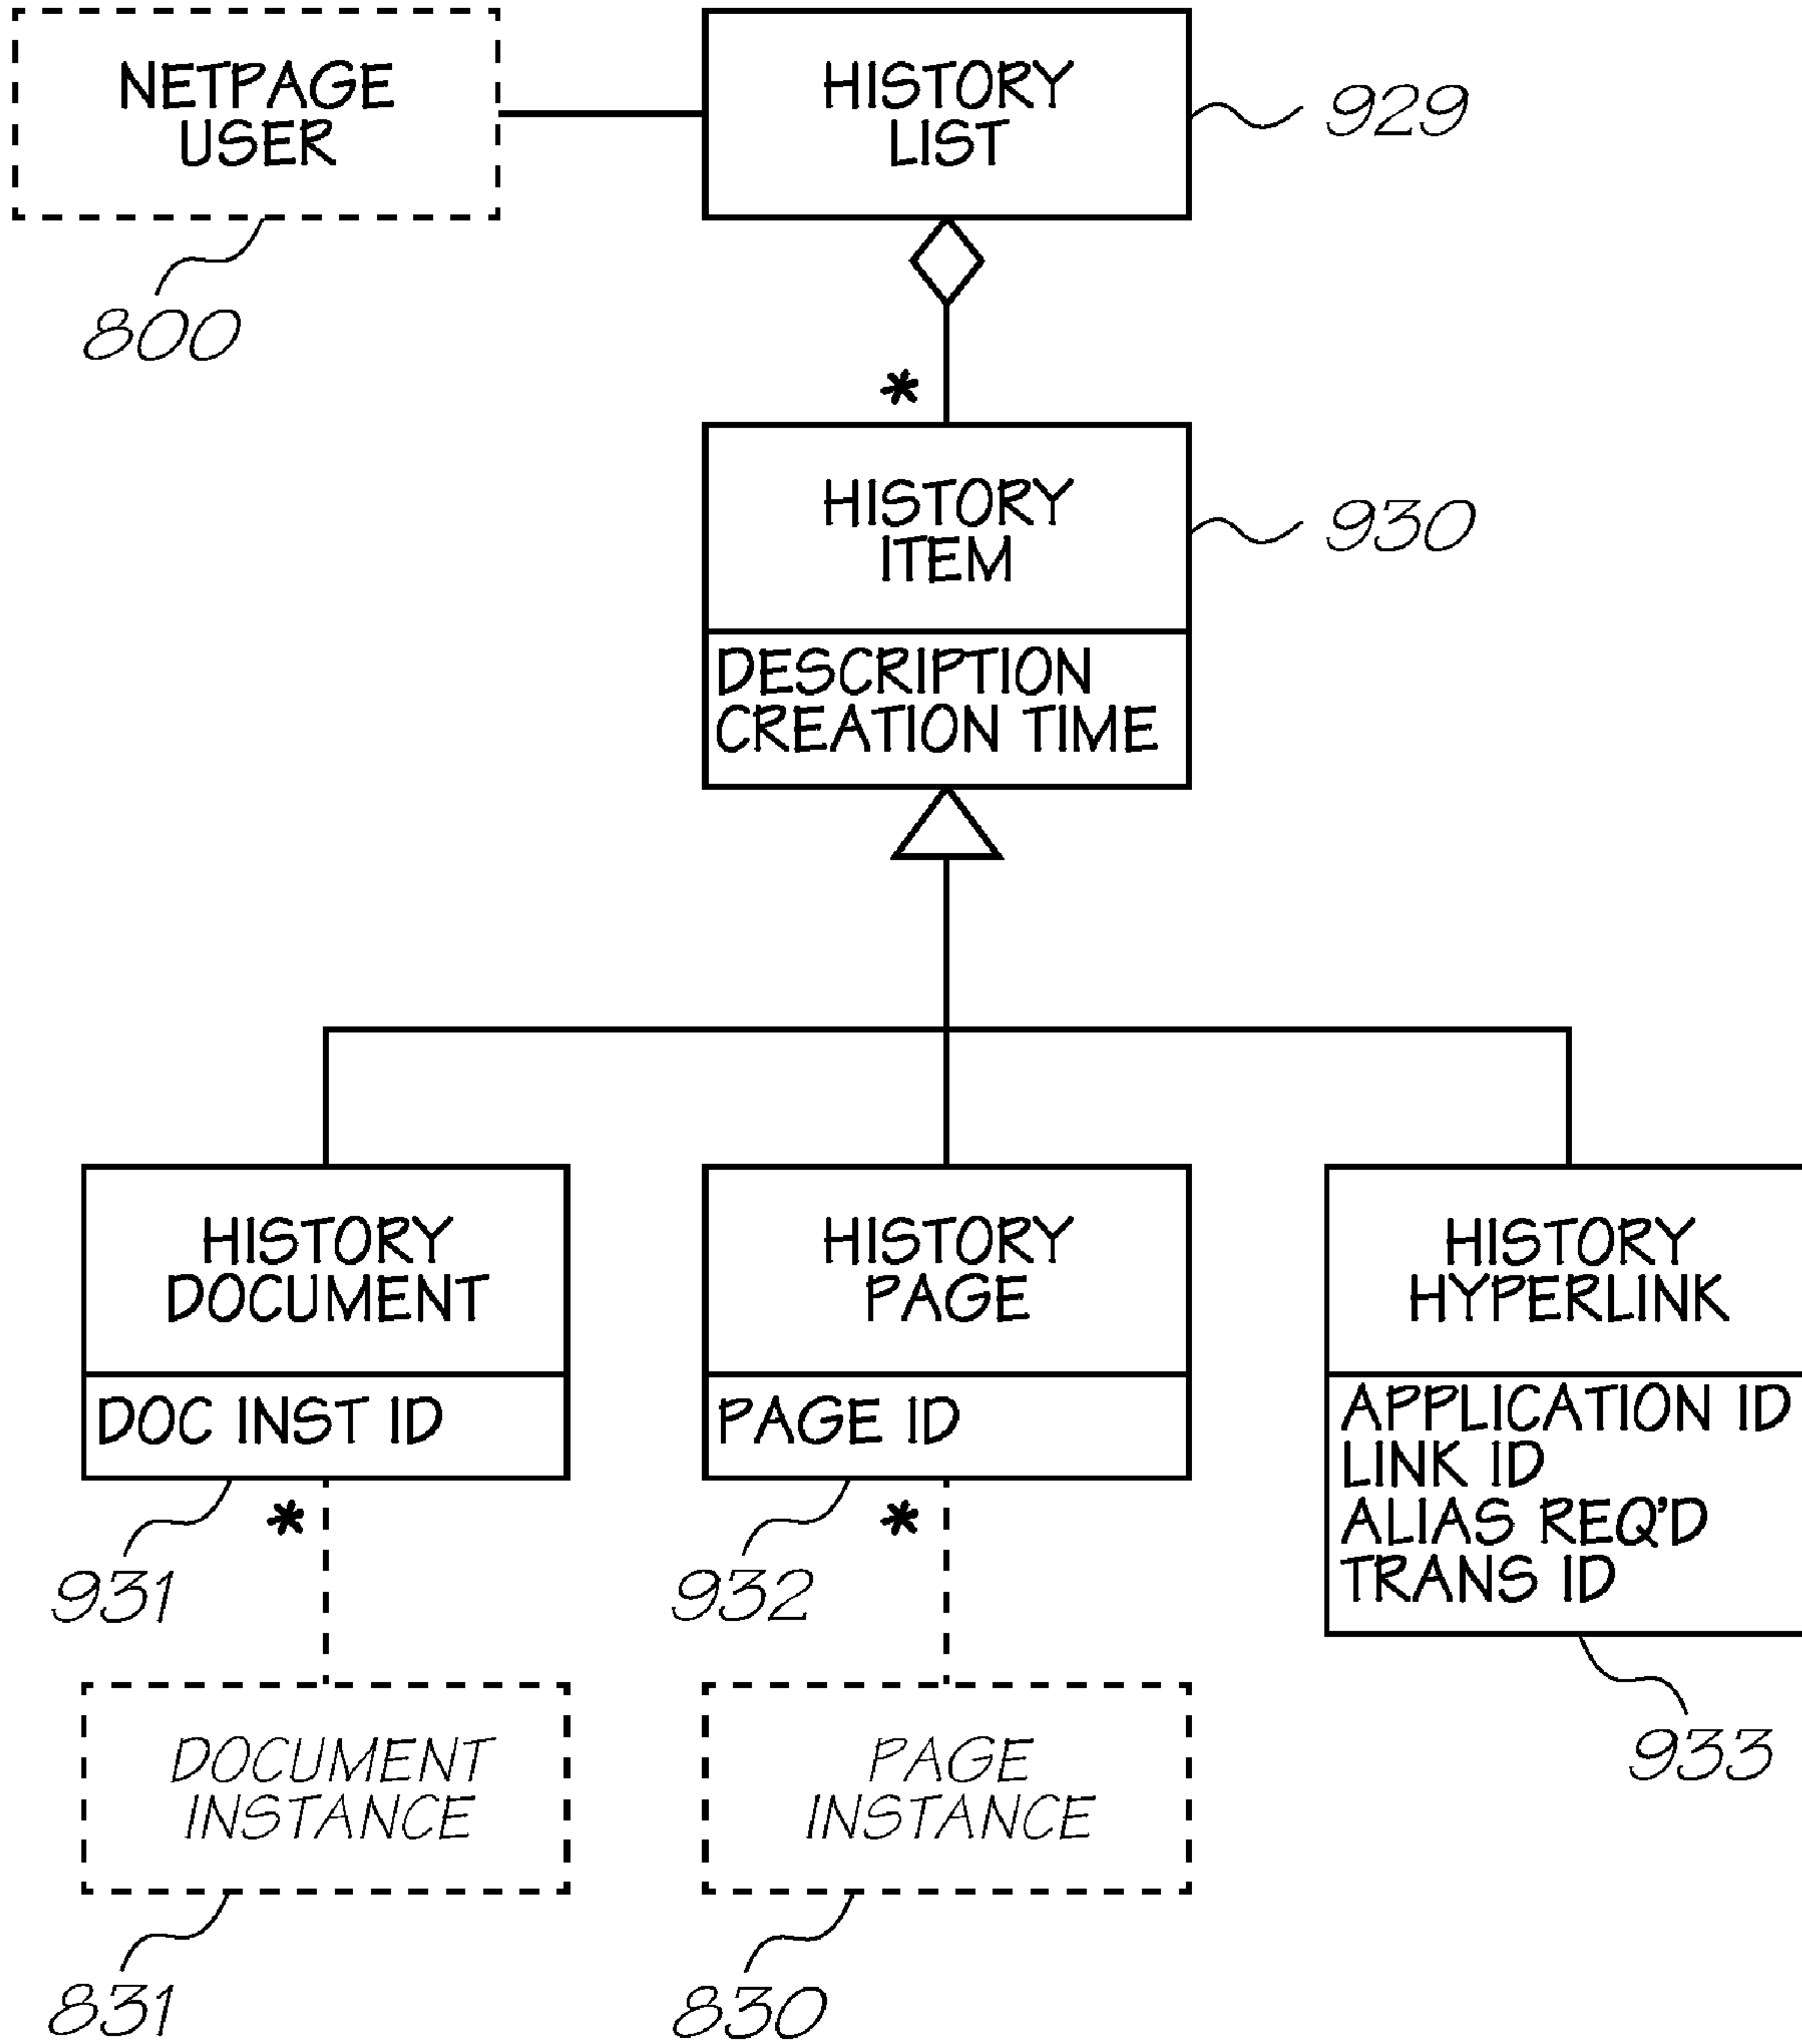 NETPAGE
USER
HISTORY
LIST
929
800
*
HISTORY
ITEM
930
DESCRIPTION
CREATION TIME
HISTORY
DOCUMENT
DOC INST ID
HISTORY
PAGE
PAGE ID
HISTORY
HYPERLINK
APPLICATION ID
LINK ID
ALIAS REQ'D
TRANS ID
*
931
*
932
933
DOCUMENT
INSTANCE
PAGE
INSTANCE
831
830